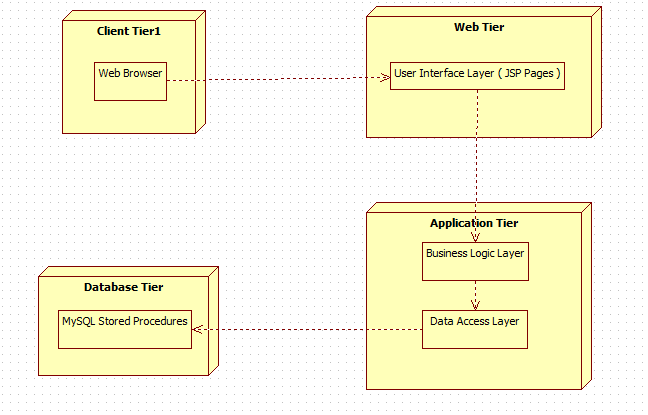 Client Tier1
Web Browser
Web Tier
User Interface Layer ( JSP Pages )
Application Tier
Business Logic Layer
Data Access Layer
Database Tier
MySQL Stored Procedures